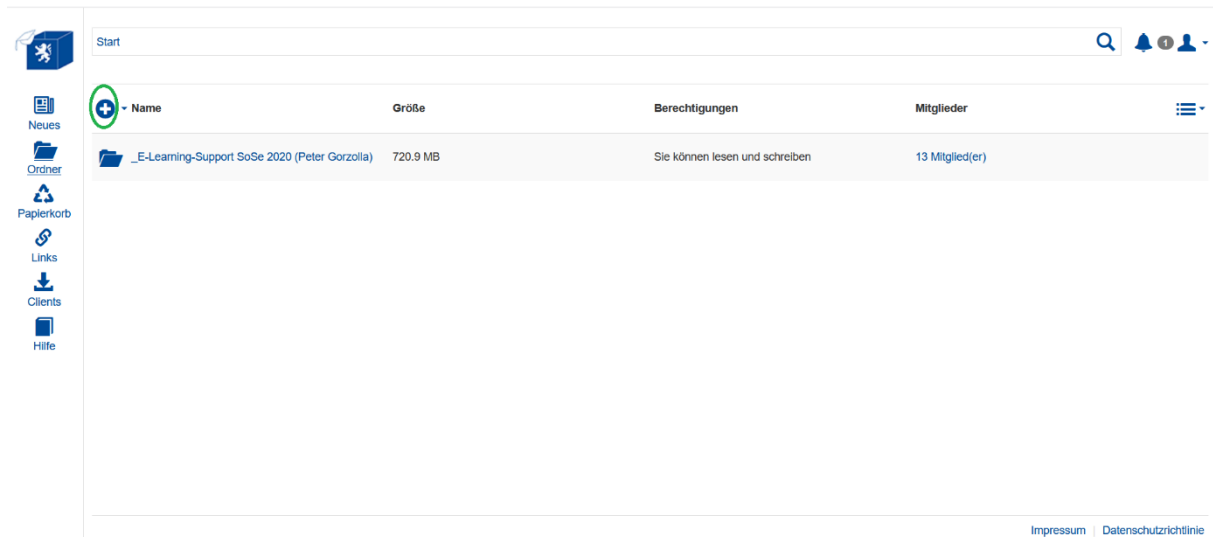 Start
1
Neues
Ordner
Papierkorb
Links
Clients
Hilfe
Name Größe Berechtigungen Mitglieder
_E-Learning-Support SoSe 2020 (Peter Gorzolla) 720.9 MB Sie können lesen und schreiben 13 Mitglied(er)
Impressum | Datenschutzrichtlinie